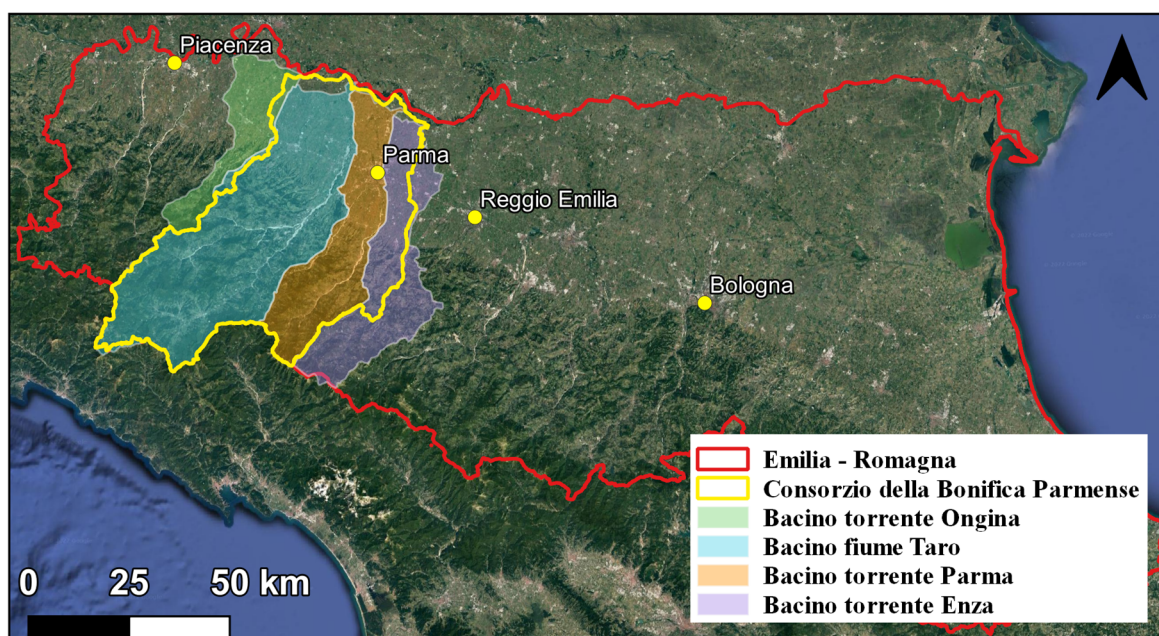 Piacenza
Parma
Reggio Emilia
Bologna
Emilia - Romagna
Consorzio della Bonifica Parmense
Bacino torrente Ongina
Bacino fiume Taro
Bacino torrente Parma
Bacino torrente Enza
0 25 50 km